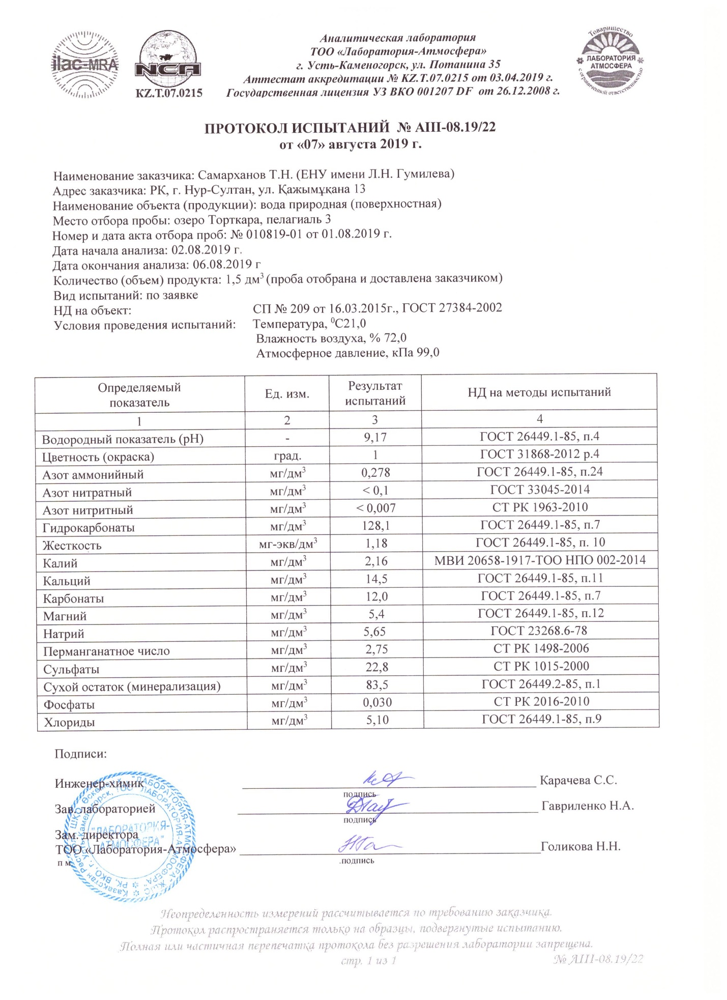 ilac-MRA
NCA
KZ.T.07.0215
Аналитическая лаборатория
ТОО «Лаборатория-Атмосфера»
г. Усть-Каменогорск, ул. Потанина 35
Аттестат аккредитации № KZ.T.07.0215 от 03.04.2019 г.
Государственная лицензия УЗ ВКО 001207 DF от 26.12.2008 г.
Товарищество
ЛАБОРАТОРИЯ
АТМОСФЕРА
с ограниченной ответственностью
ПРОТОКОЛ ИСПЫТАНИЙ № АШ-08.19/22
от «07» августа 2019 г.
Наименование заказчика: Самарханов Т.Н. (ЕНУ имени Л.Н. Гумилева)
Адрес заказчика: РК, г. Нур-Султан, ул. Қажымұқана 13
Наименование объекта (продукции): вода природная (поверхностная)
Место отбора пробы: озеро Торткара, пелагиаль 3
Номер и дата акта отбора проб: № 010819-01 от 01.08.2019 г.
Дата начала анализа: 02.08.2019 г.
Дата окончания анализа: 06.08.2019 г
Количество (объем) продукта: 1,5 дм³ (проба отобрана и доставлена заказчиком)
Вид испытаний: по заявке
НД на объект: СП № 209 от 16.03.2015г., ГОСТ 27384-2002
Условия проведения испытаний: Температура, ⁰С21,0
Влажность воздуха, % 72,0
Атмосферное давление, кПа 99,0
Определяемый показатель Ед. изм. Результат испытаний НД на методы испытаний
1 2 3 4
Водородный показатель (рН) - 9,17 ГОСТ 26449.1-85, п.4
Цветность (окраска) град. 1 ГОСТ 31868-2012 р.4
Азот аммонийный мг/дм³ 0,278 ГОСТ 26449.1-85, п.24
Азот нитратный мг/дм³ < 0,1 ГОСТ 33045-2014
Азот нитритный мг/дм³ < 0,007 СТ РК 1963-2010
Гидрокарбонаты мг/дм³ 128,1 ГОСТ 26449.1-85, п.7
Жесткость мг-экв/дм³ 1,18 ГОСТ 26449.1-85, п. 10
Калий мг/дм³ 2,16 МВИ 20658-1917-ТОО НПО 002-2014
Кальций мг/дм³ 14,5 ГОСТ 26449.1-85, п.11
Карбонаты мг/дм³ 12,0 ГОСТ 26449.1-85, п.7
Магний мг/дм³ 5,4 ГОСТ 26449.1-85, п.12
Натрий мг/дм³ 5,65 ГОСТ 23268.6-78
Перманганатное число мг/дм³ 2,75 СТ РК 1498-2006
Сульфаты мг/дм³ 22,8 СТ РК 1015-2000
Сухой остаток (минерализация) мг/дм³ 83,5 ГОСТ 26449.2-85, п.1
Фосфаты мг/дм³ 0,030 СТ РК 2016-2010
Хлориды мг/дм³ 5,10 ГОСТ 26449.1-85, п.9
Подписи:
Инженер-химик Карачева С.С.
подпись
Зав. лабораторией Гавриленко Н.А.
подпись
Зам. директора
ТОО «Лаборатория-Атмосфера» Голикова Н.Н.
п м .подпись
"ЛАБОРАТОРИЯ-
АТМОСФЕРА"
Неопределенность измерений рассчитывается по требованию заказчика.
Протокол распространяется только на образцы, подвергнутые испытанию.
Полная или частичная перепечатка протокола без разрешения лаборатории запрещена.
стр. 1 из 1 № АШ-08.19/22